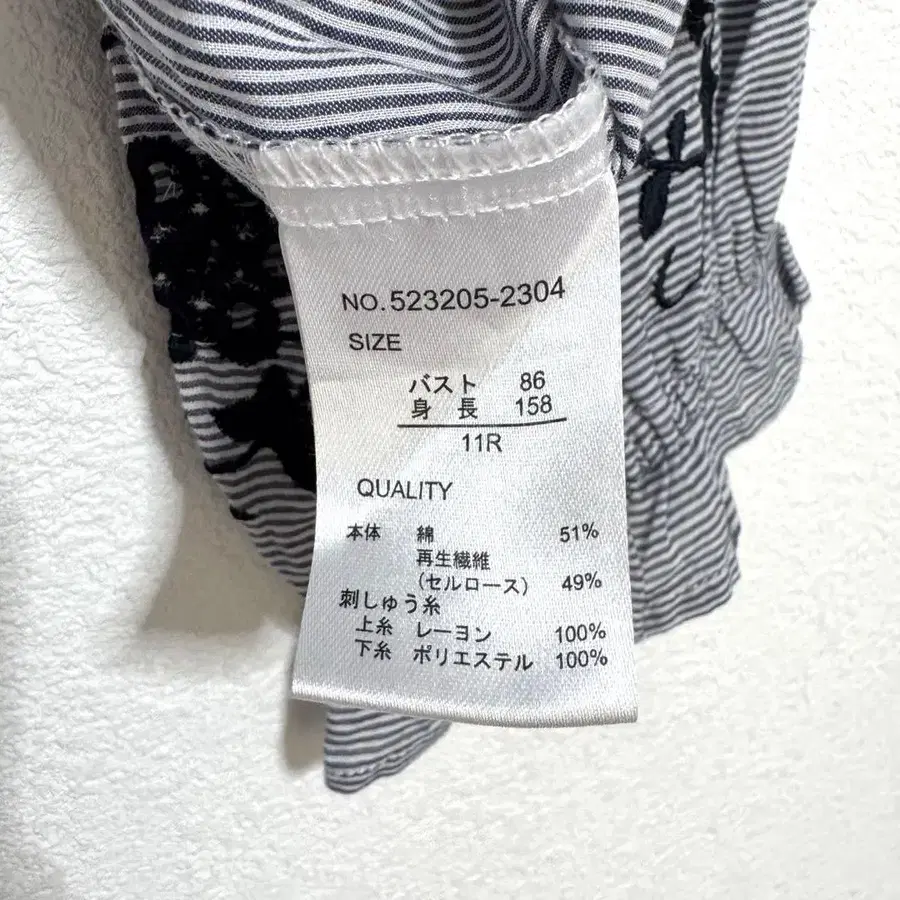 NO.523205-2304
SIZE
バスト 86
身 長 158
11R
QUALITY
本体 綿 51%
再生繊維
(セルロース) 49%
刺しゅう糸
上糸 レーヨン 100%
下糸 ポリエステル 100%